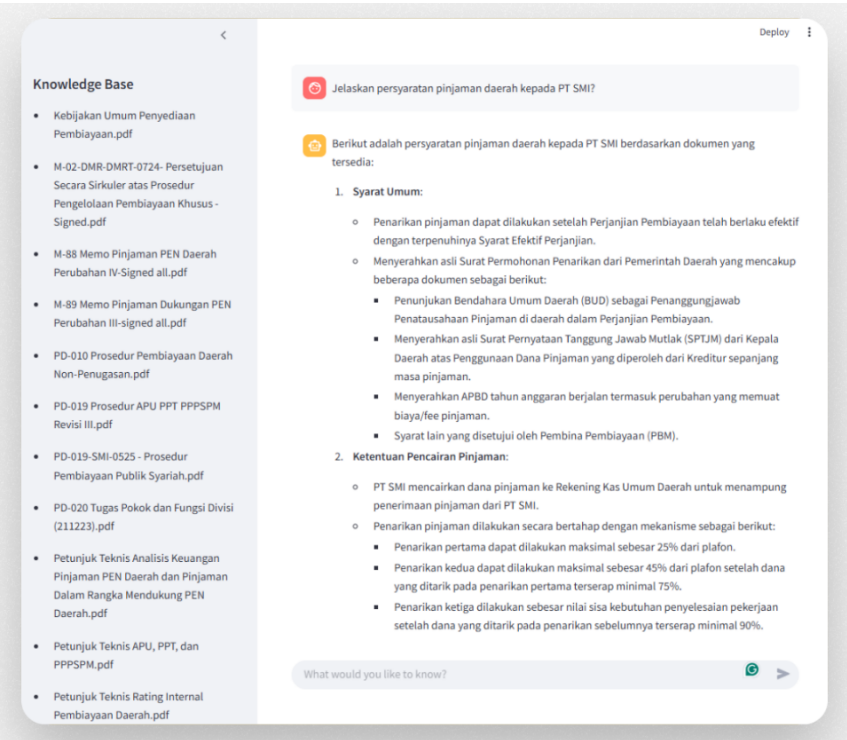 Deploy
Knowledge Base
Kebijakan Umum Penyediaan
Pembiayaan.pdf
M-02-DMR-DMRT-0724- Persetujuan
Secara Sirkuler atas Prosedur
Pengelolaan Pembiayaan Khusus -
Signed.pdf
M-88 Memo Pinjaman PEN Daerah
Perubahan IV-Signed all.pdf
M-89 Memo Pinjaman Dukungan PEN
Perubahan III-signed all.pdf
PD-010 Prosedur Pembiayaan Daerah
Non-Penugasan.pdf
PD-019 Prosedur APU PPT PPPSPM
Revisi III.pdf
PD-019-SMI-0525 - Prosedur
Pembiayaan Publik Syariah.pdf
PD-020 Tugas Pokok dan Fungsi Divisi
(211223).pdf
Petunjuk Teknis Analisis Keuangan
Pinjaman PEN Daerah dan Pinjaman
Dalam Rangka Mendukung PEN
Daerah.pdf
Petunjuk Teknis APU, PPT, dan
PPPSPM.pdf
Petunjuk Teknis Rating Internal
Pembiayaan Daerah.pdf
Jelaskan persyaratan pinjaman daerah kepada PT SMI?
Berikut adalah persyaratan pinjaman daerah kepada PT SMI berdasarkan dokumen yang
tersedia:
1. Syarat Umum:
Penarikan pinjaman dapat dilakukan setelah Perjanjian Pembiayaan telah berlaku efektif
dengan terpenuhinya Syarat Efektif Perjanjian.
Menyerahkan asli Surat Permohonan Penarikan dari Pemerintah Daerah yang mencakup
beberapa dokumen sebagai berikut:
Penunjukan Bendahara Umum Daerah (BUD) sebagai Penanggungjawab
Penatausahaan Pinjaman di daerah dalam Perjanjian Pembiayaan.
Menyerahkan asli Surat Pernyataan Tanggung Jawab Mutlak (SPTJM) dari Kepala
Daerah atas Penggunaan Dana Pinjaman yang diperoleh dari Kreditur sepanjang
masa pinjaman.
Menyerahkan APBD tahun anggaran berjalan termasuk perubahan yang memuat
biaya/fee pinjaman.
Syarat lain yang disetujui oleh Pembina Pembiayaan (PBM).
2. Ketentuan Pencairan Pinjaman:
PT SMI mencairkan dana pinjaman ke Rekening Kas Umum Daerah untuk menampung
penerimaan pinjaman dari PT SMI.
Penarikan pinjaman dilakukan secara bertahap dengan mekanisme sebagai berikut:
Penarikan pertama dapat dilakukan maksimal sebesar 25% dari plafon.
Penarikan kedua dapat dilakukan maksimal sebesar 45% dari plafon setelah dana
yang ditarik pada penarikan pertama terserap minimal 75%.
Penarikan ketiga dilakukan sebesar nilai sisa kebutuhan penyelesaian pekerjaan
setelah dana yang ditarik pada penarikan sebelumnya terserap minimal 90%.
What would you like to know?